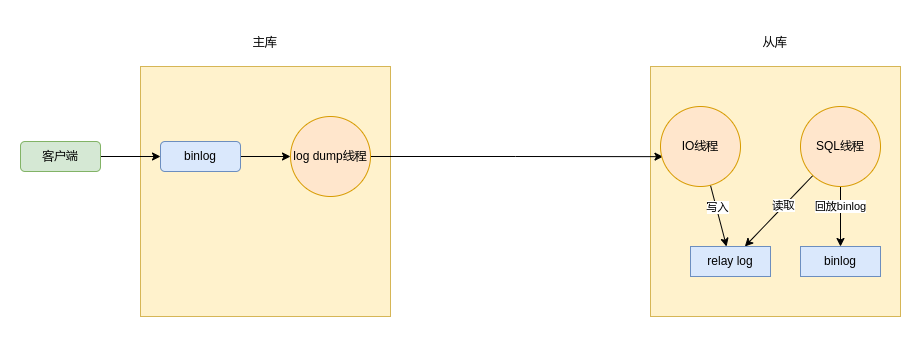 主库
从库
客户端
binlog
log dump线程
IO线程
SQL线程
写入
读取
回放binlog
relay log
binlog